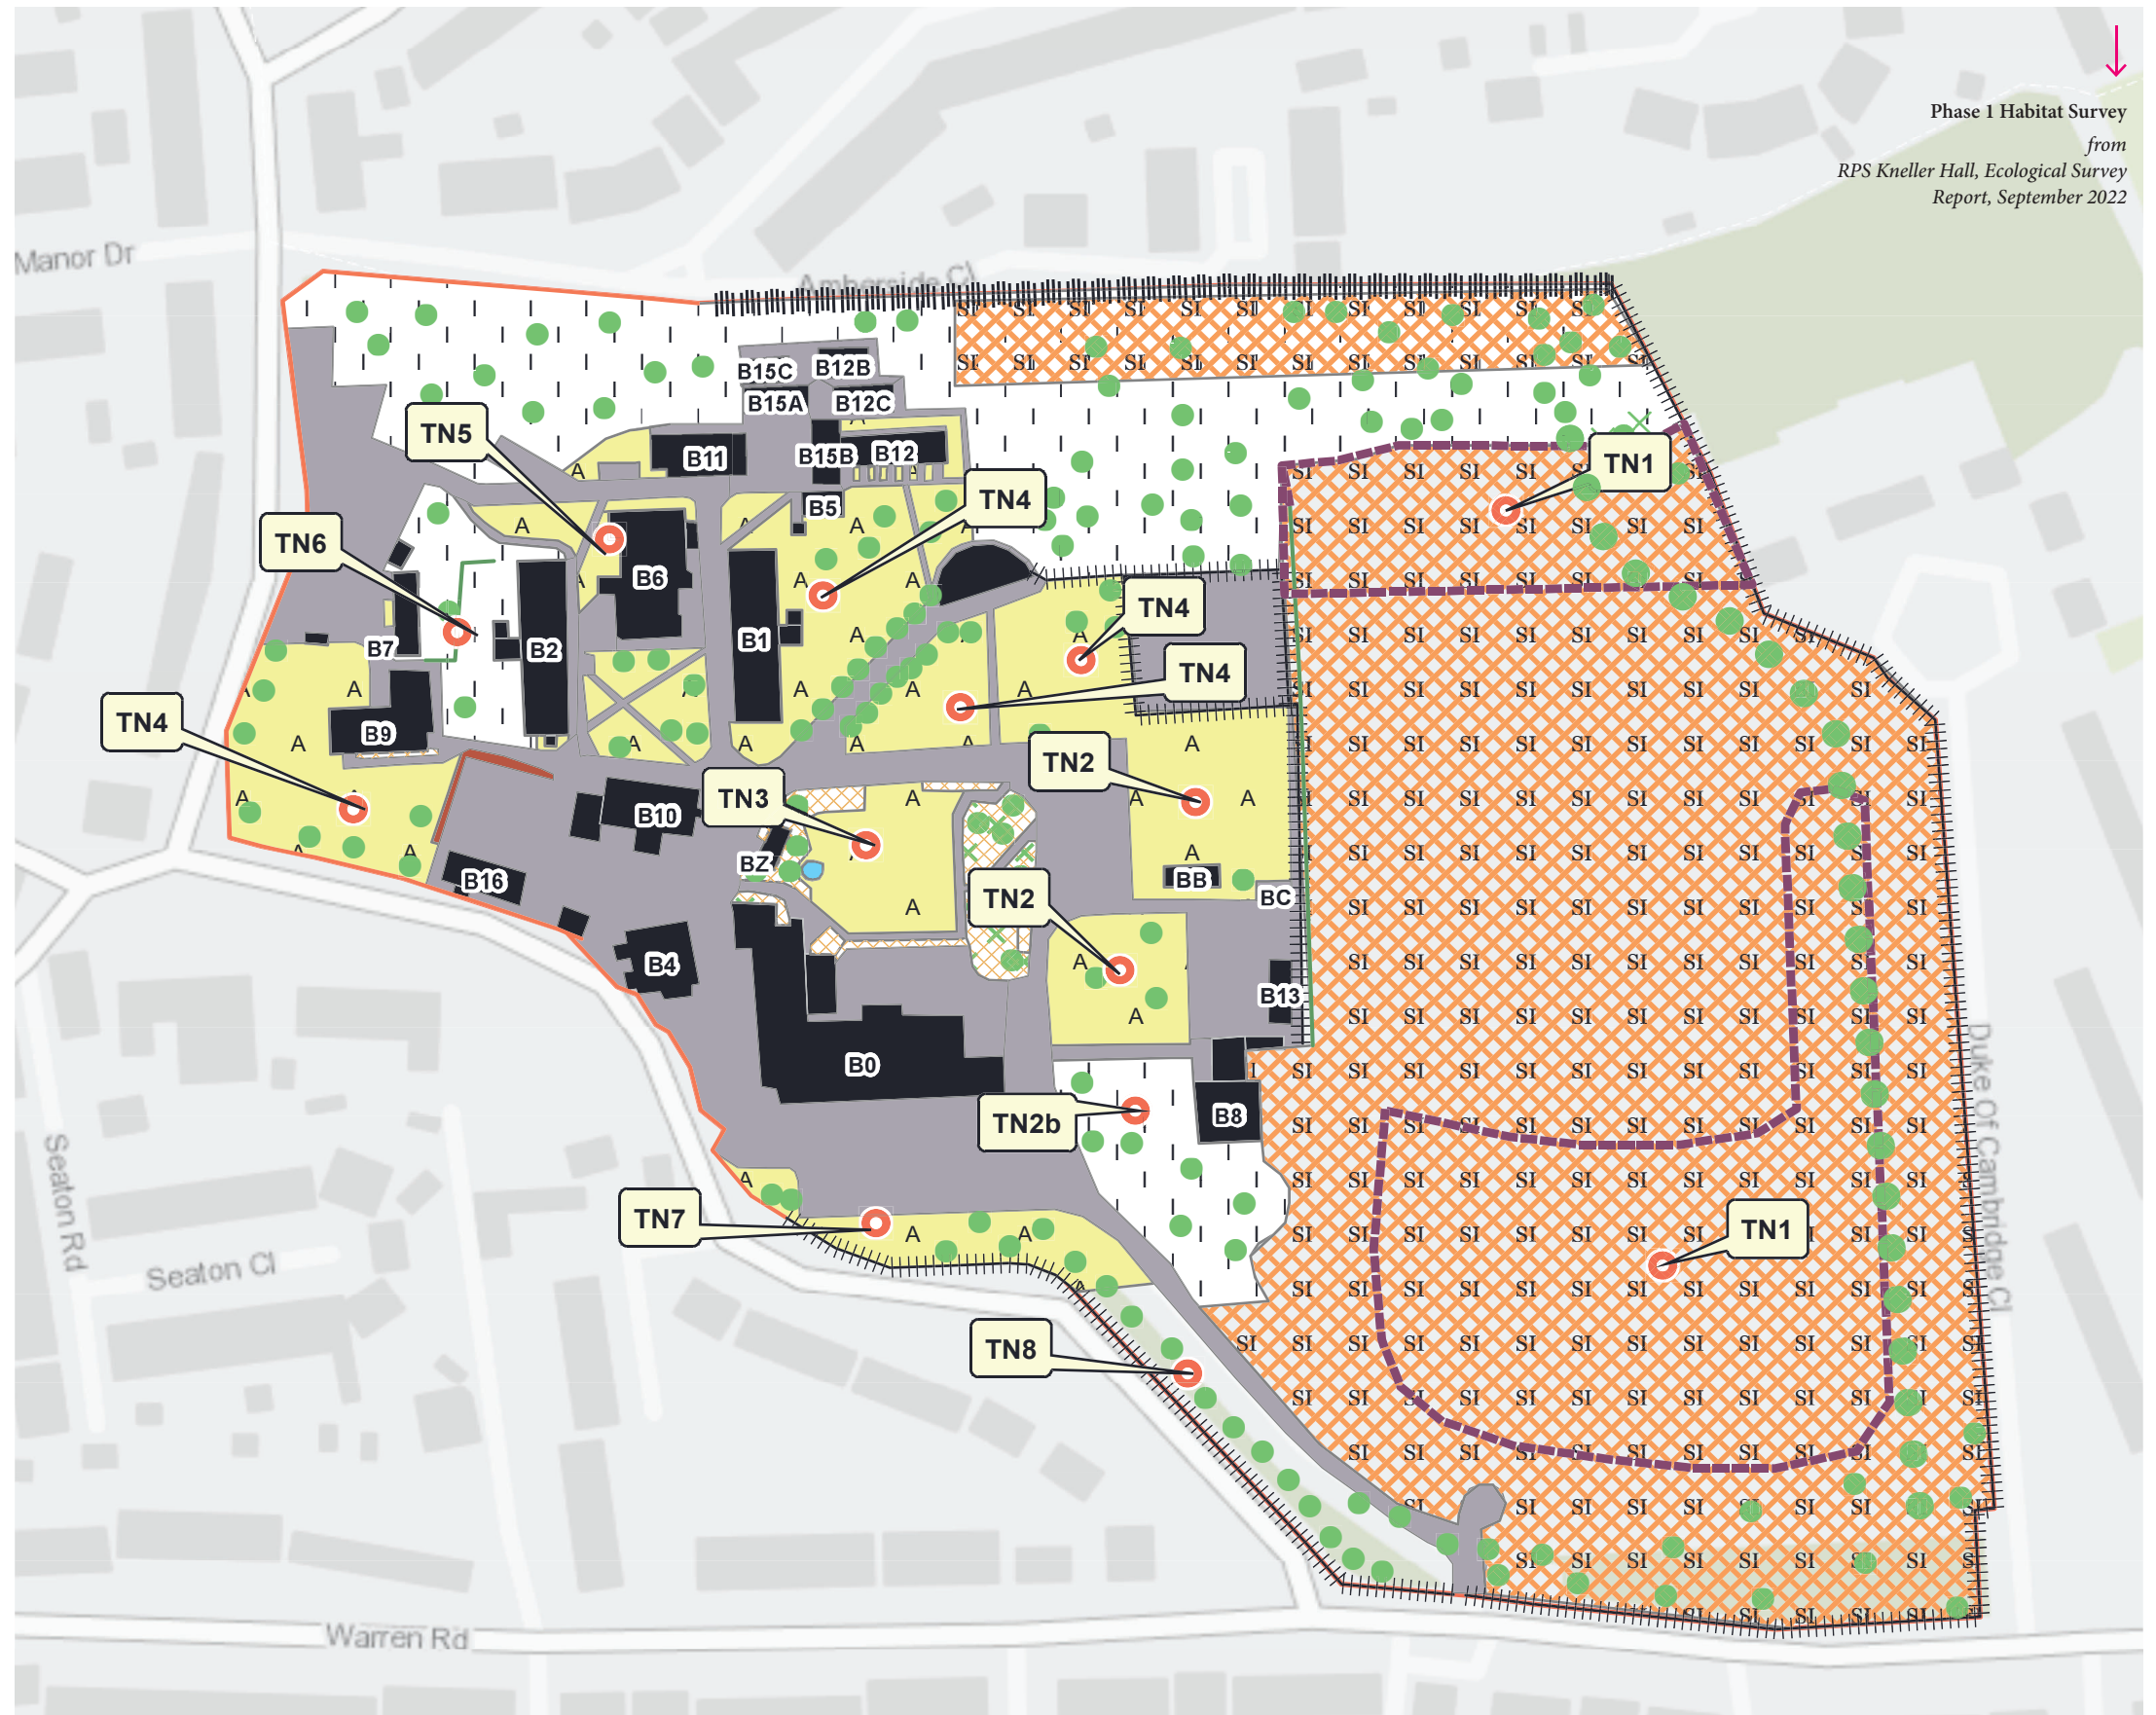 Phase 1 Habitat Survey
from
RPS Kneller Hall, Ecological Survey
Report, September 2022
Manor Dr
Amberside Cl
B15C
B12B
B15A
B12C
TN5
B11
B15B
B12
TN1
TN4
B5
TN6
B6
TN4
B7
B2
B1
TN4
TN4
B9
TN2
TN3
B10
BZ
B16
BB
TN2
BC
B4
B13
B0
TN2b
B8
Duke Of Cambridge Cl
Seaton Rd
TN7
TN1
Seaton Cl
TN8
Warren Rd
A
SI